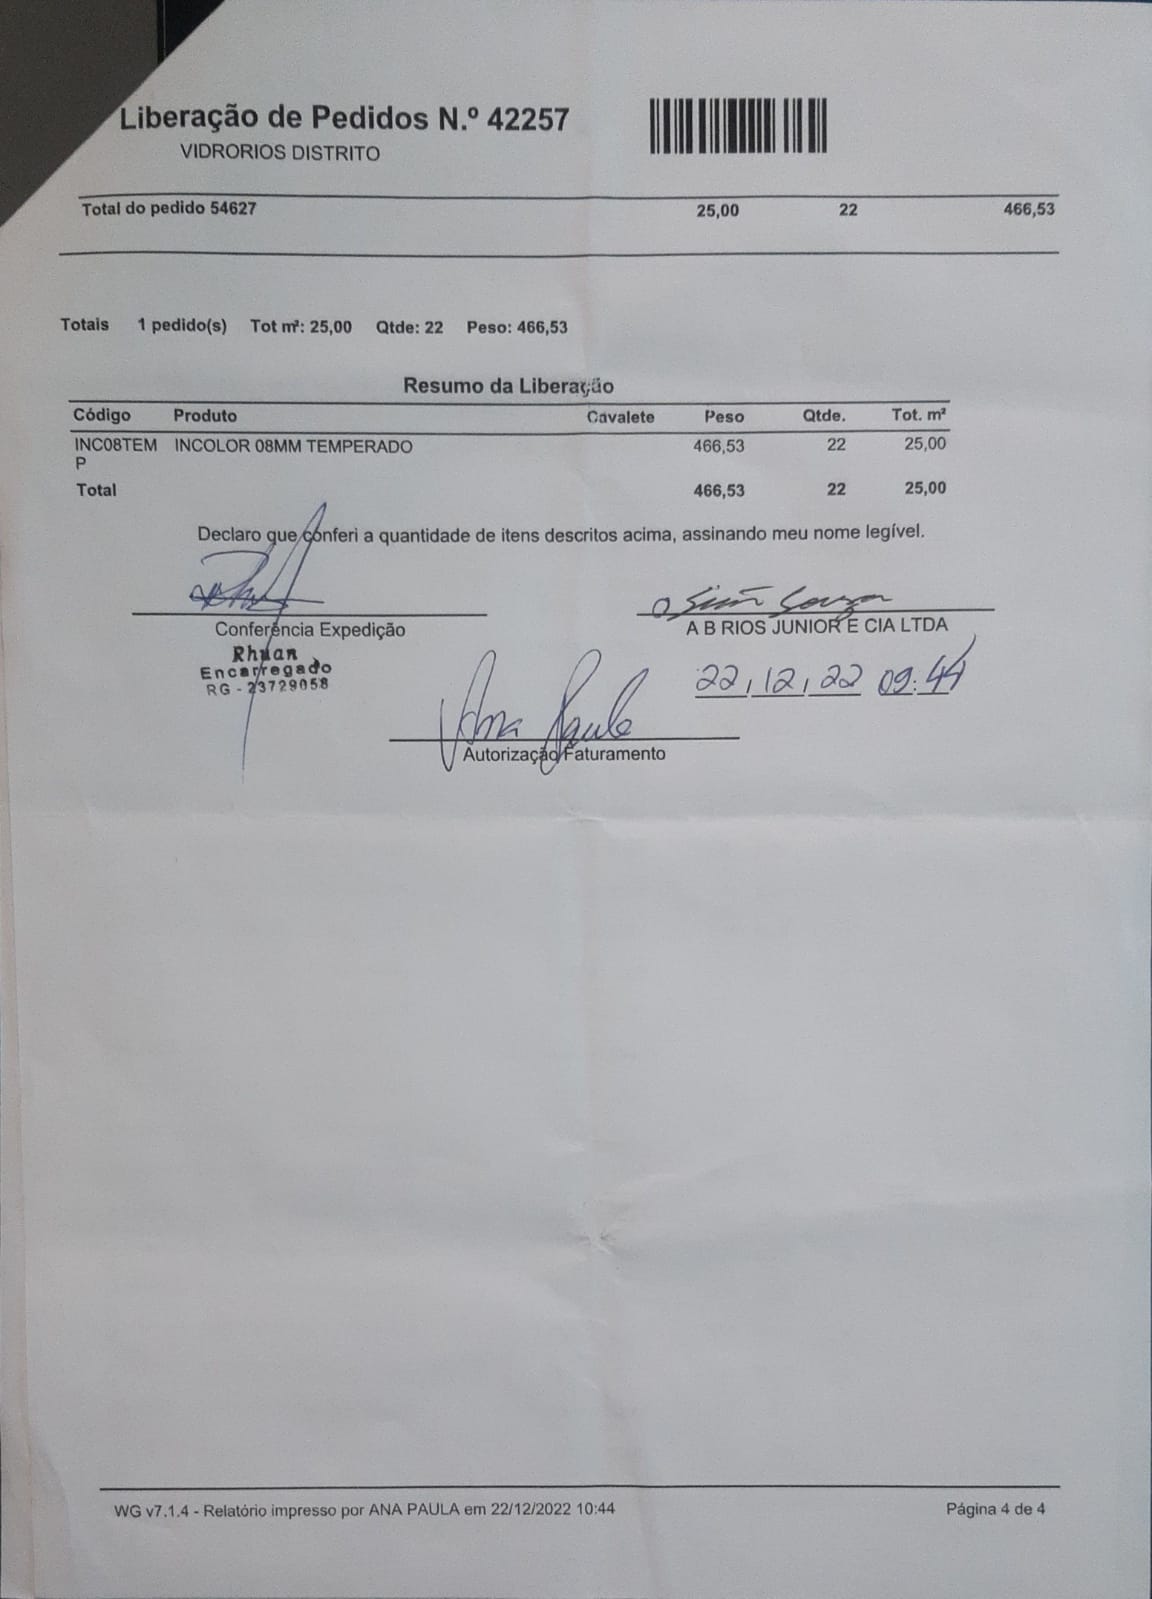 Liberação de Pedidos N.º 42257
VIDRORIOS DISTRITO
Total do pedido 54627 25,00 22 466,53
Totais 1 pedido(s) Tot m²: 25,00 Qtde: 22 Peso: 466,53
Resumo da Liberação
Código Produto Cavalete Peso Qtde. Tot. m²
INC08TEM INCOLOR 08MM TEMPERADO 466,53 22 25,00
P
Total 466,53 22 25,00
Declaro que conferi a quantidade de itens descritos acima, assinando meu nome legível.
Souza
Conferência Expedição A B RIOS JUNIOR E CIA LTDA
Rhuan
Encarregado
RG - 23729058
22,12,22 09:44
Ana Paula
Autorização Faturamento
WG v7.1.4 - Relatório impresso por ANA PAULA em 22/12/2022 10:44 Página 4 de 4